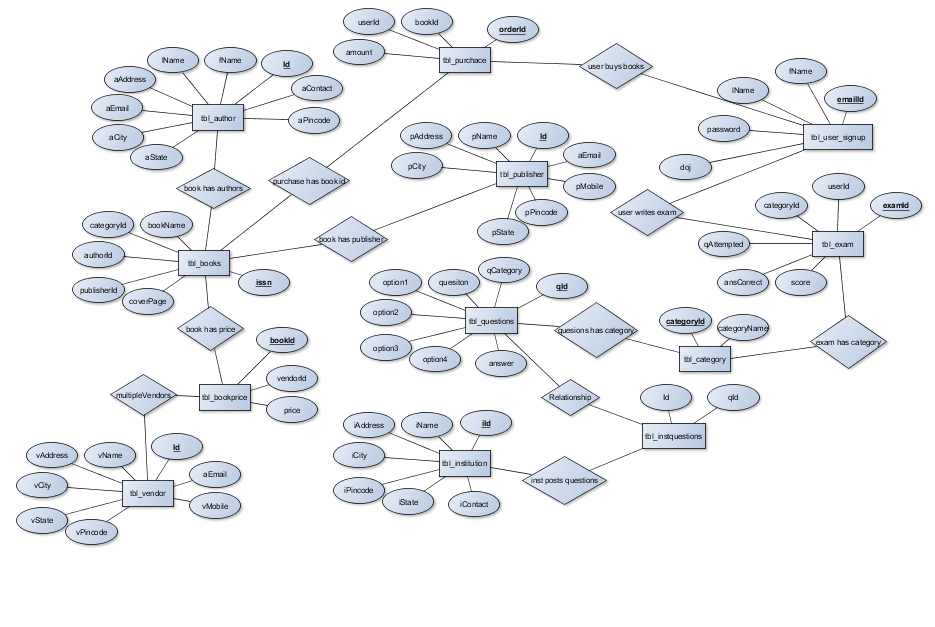 userId
bookId
orderId
amount
tbl_purchace
user buys books
lName
fName
Id
aAddress
aContact
aEmail
tbl_author
aPincode
aCity
aState
lName
fName
emailId
password
tbl_user_signup
doj
pAddress
pName
Id
pCity
tbl_publisher
aEmail
pMobile
pPincode
pState
book has authors
purchase has book id
user writes exam
categoryId
userId
examId
qAttempted
tbl_exam
ansCorrect
score
categoryId
bookName
authorId
tbl_books
publisherId
coverPage
issn
book has publisher
option1
quesiton
qCategory
qId
option2
tbl_questions
option3
option4
answer
quesions has category
categoryId
categoryName
tbl_category
exam has category
book has price
bookId
vendorId
tbl_bookprice
price
multipleVendors
Relationship
Id
qId
tbl_instquestions
iAddress
iName
iId
iCity
tbl_institution
iPincode
iState
iContact
inst posts questions
vAddress
vName
Id
vCity
tbl_vendor
aEmail
vMobile
vState
vPincode